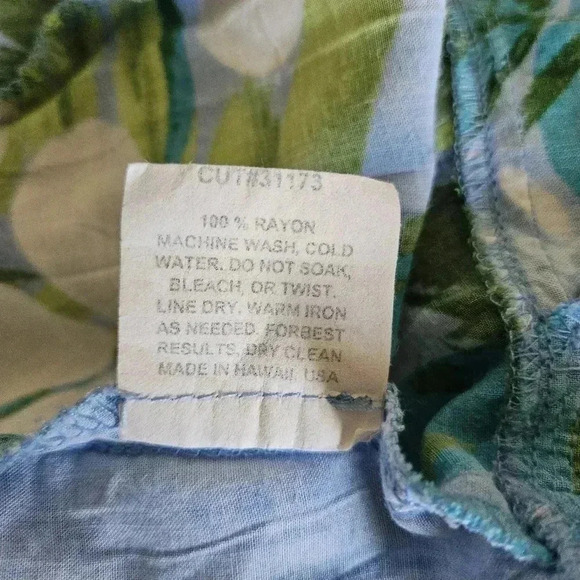 CUT#31173
100 % RAYON
MACHINE WASH, COLD
WATER. DO NOT SOAK,
BLEACH, OR TWIST.
LINE DRY. WARM IRON
AS NEEDED. FORBEST
RESULTS, DRY CLEAN
MADE IN HAWAII. USA